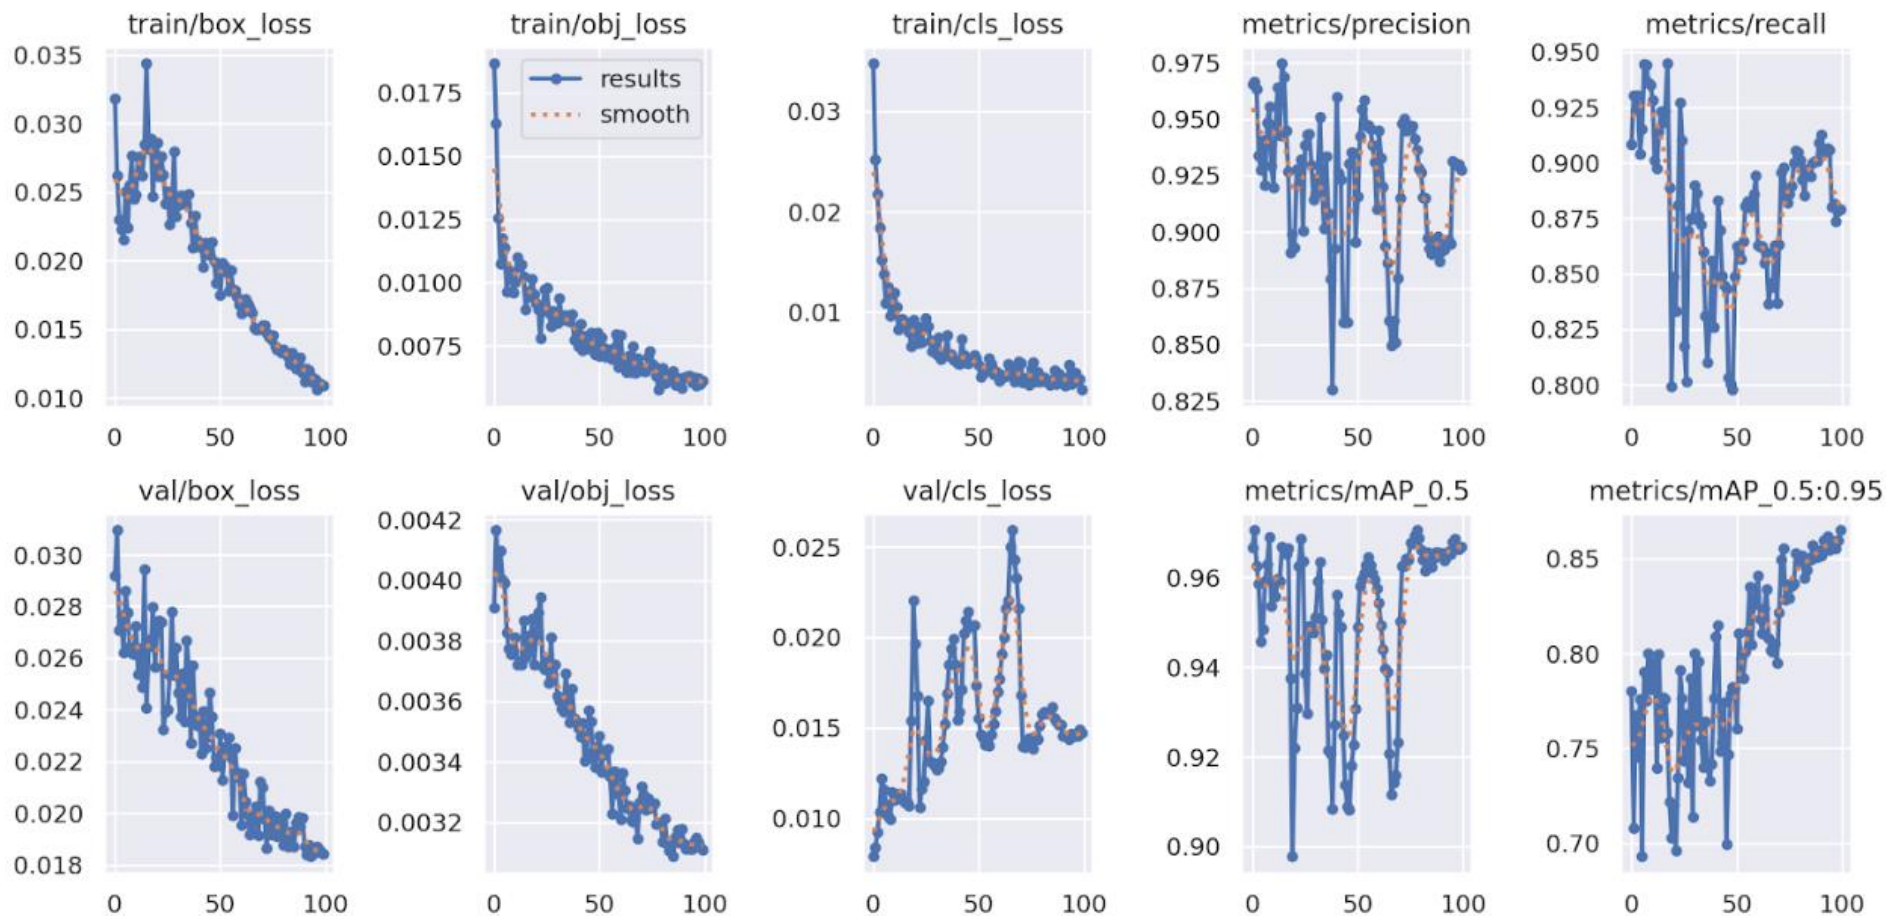 train/box_loss
train/obj_loss
train/cls_loss
metrics/precision
metrics/recall
0.035
0.030
0.025
0.020
0.015
0.010
0 50 100
results
smooth
0.0175
0.0150
0.0125
0.0100
0.0075
0 50 100
0.03
0.02
0.01
0 50 100
0.975
0.950
0.925
0.900
0.875
0.850
0.825
0 50 100
0.950
0.925
0.900
0.875
0.850
0.825
0.800
0 50 100
val/box_loss
val/obj_loss
val/cls_loss
metrics/mAP_0.5
metrics/mAP_0.5:0.95
0.030
0.028
0.026
0.024
0.022
0.020
0.018
0 50 100
0.0042
0.0040
0.0038
0.0036
0.0034
0.0032
0 50 100
0.025
0.020
0.015
0.010
0 50 100
0.96
0.94
0.92
0.90
0 50 100
0.85
0.80
0.75
0.70
0 50 100